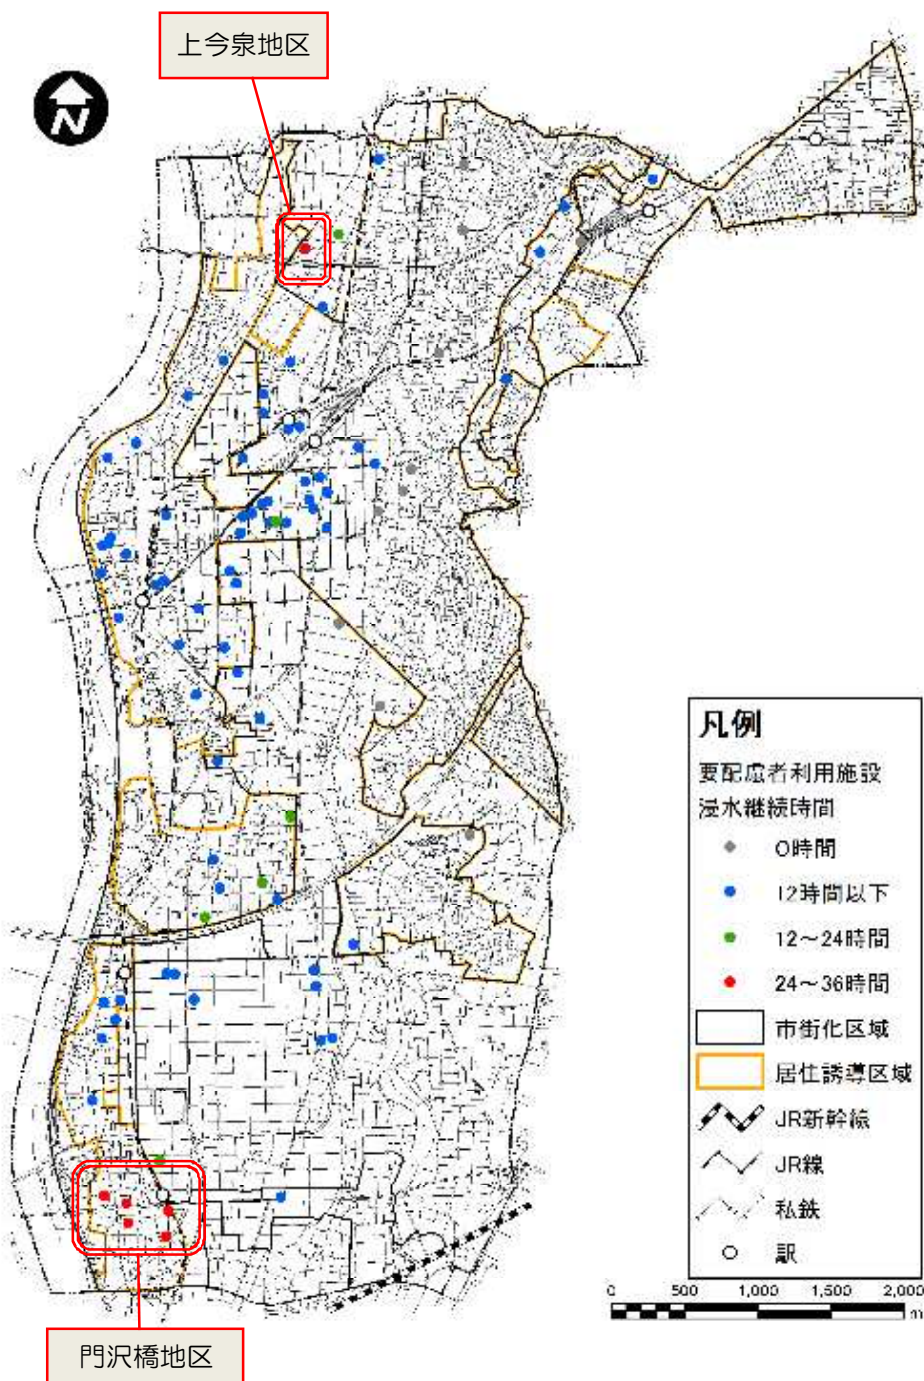 上今泉地区
N
凡例
要配慮者利用施設
浸水継続時間
0時間
12時間以下
12～24時間
24～36時間
市街化区域
居住誘導区域
JR新幹線
JR線
私鉄
駅
0 500 1,000 1,500 2,000
m
門沢橋地区